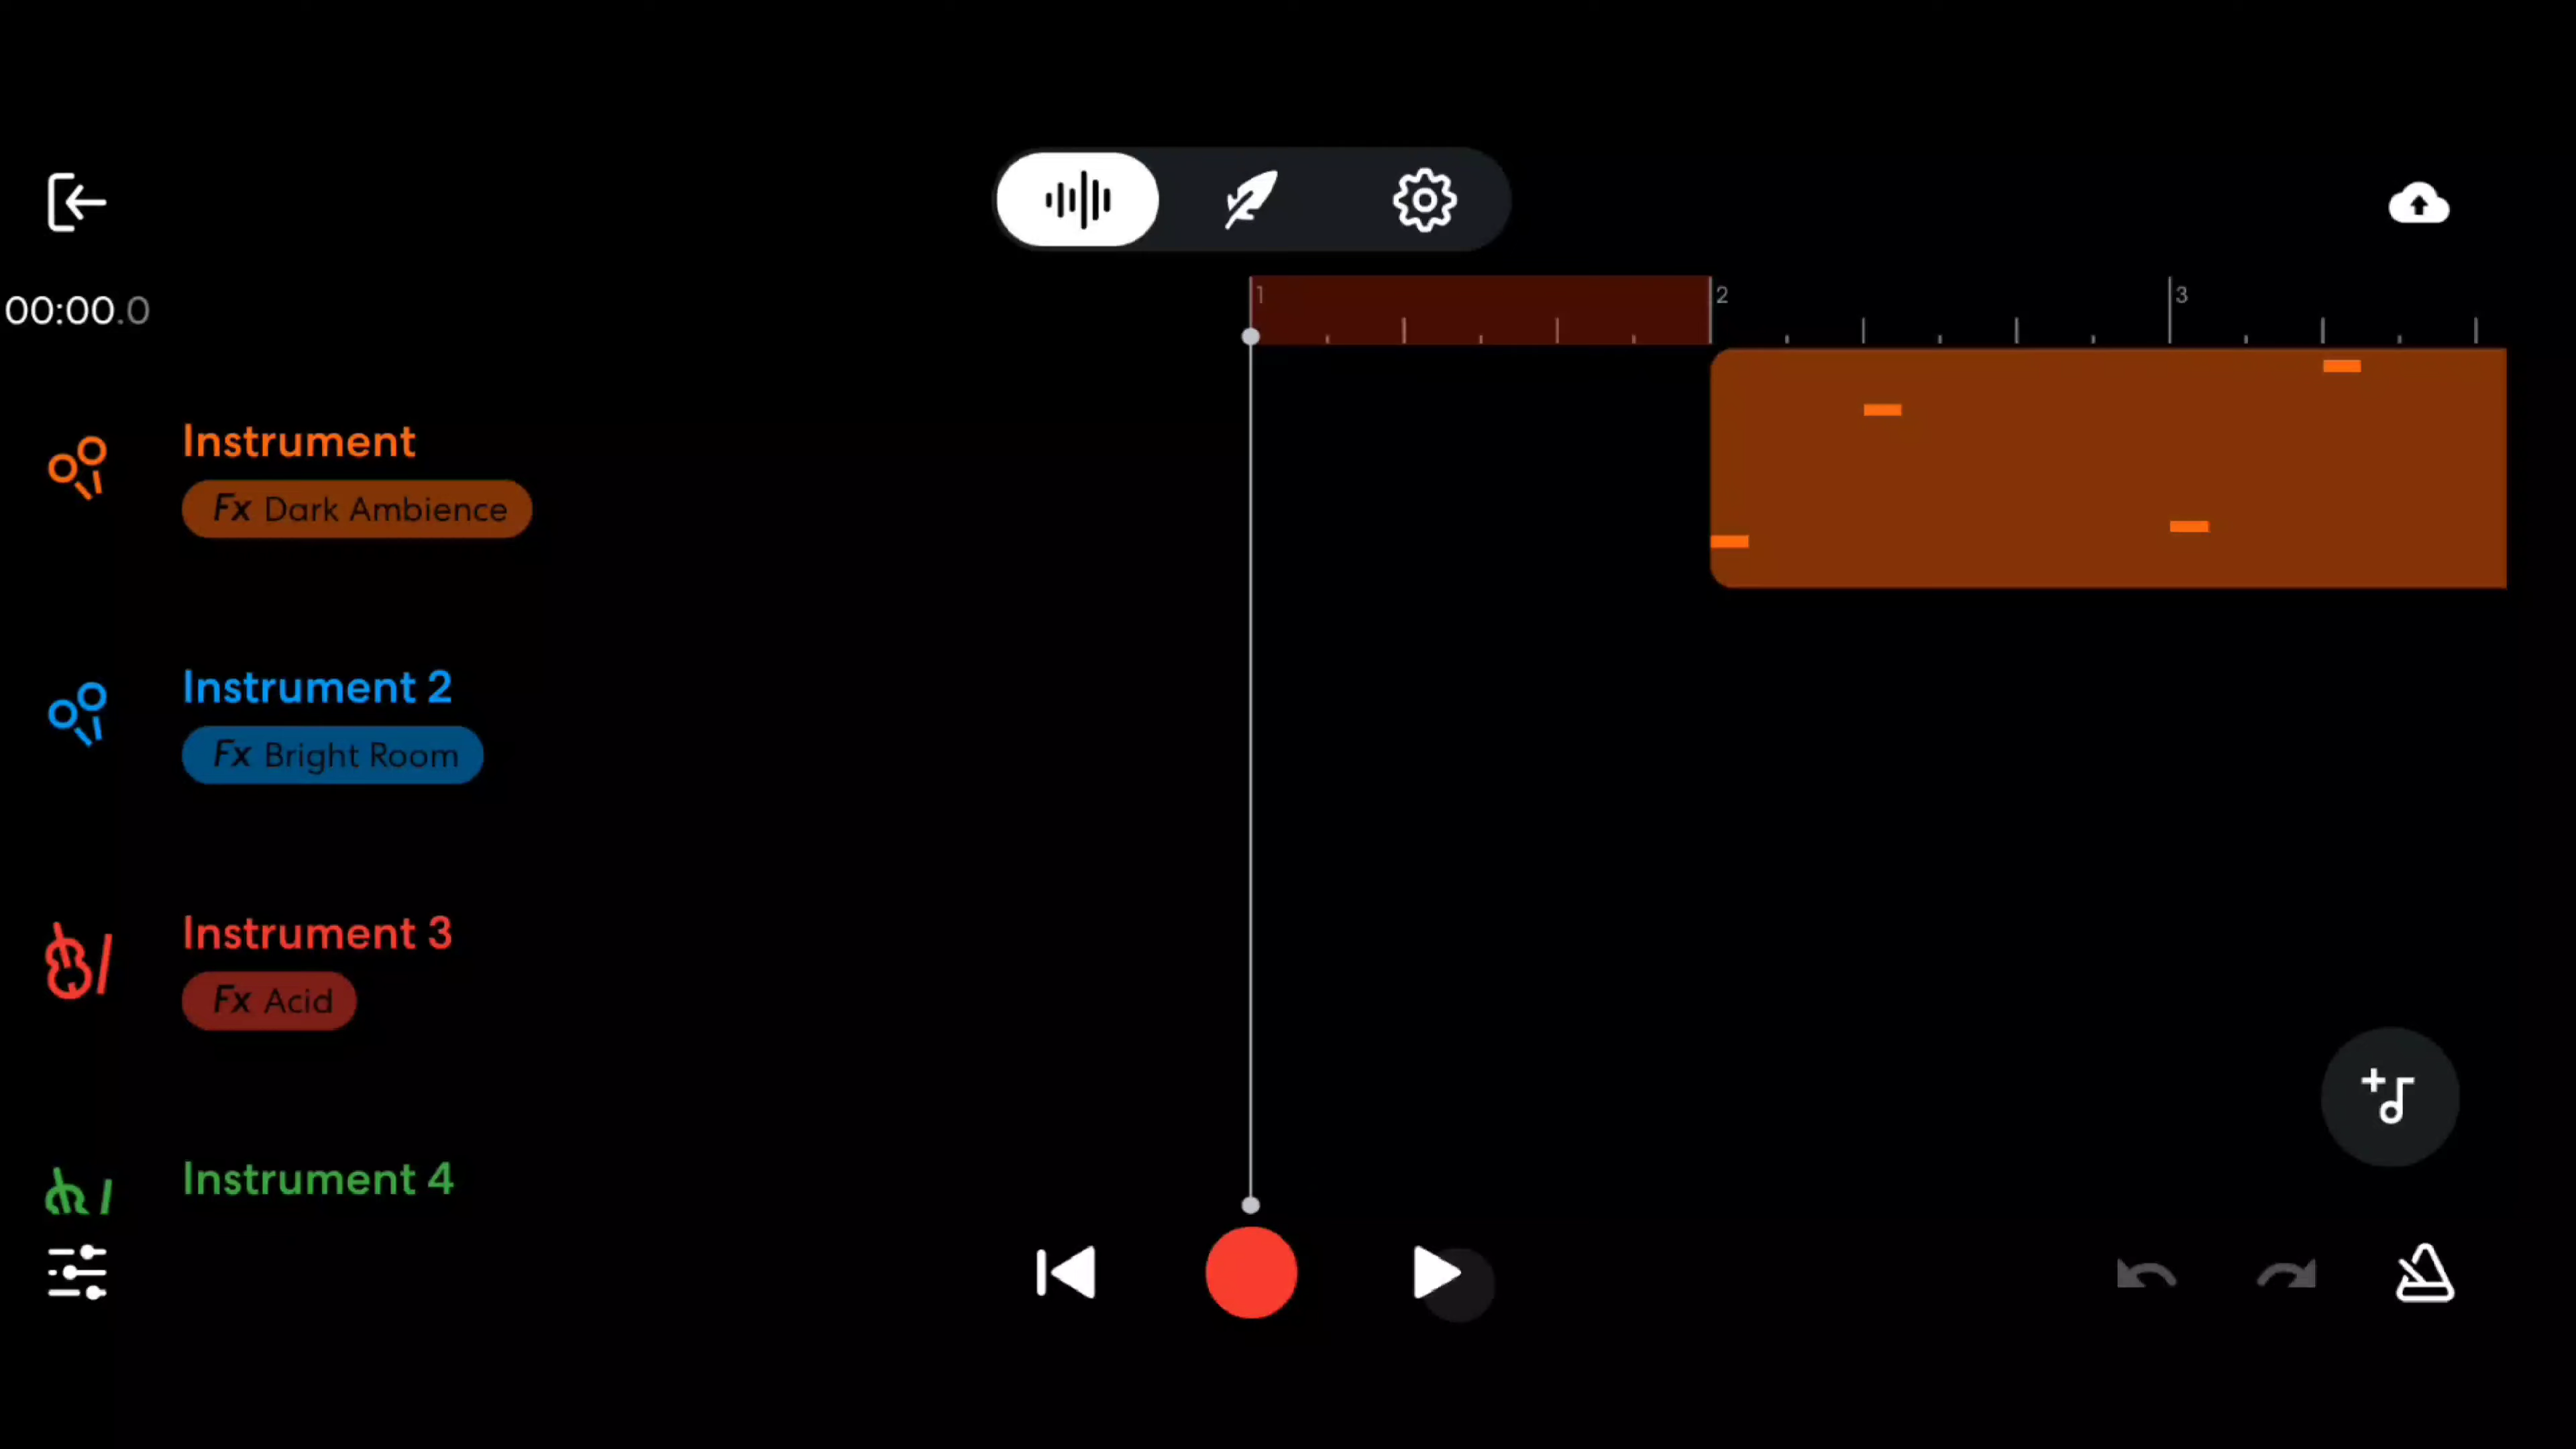 00:00.0
1
2
3
Instrument
Fx Dark Ambience
Instrument 2
Fx Bright Room
Instrument 3
Fx Acid
Instrument 4